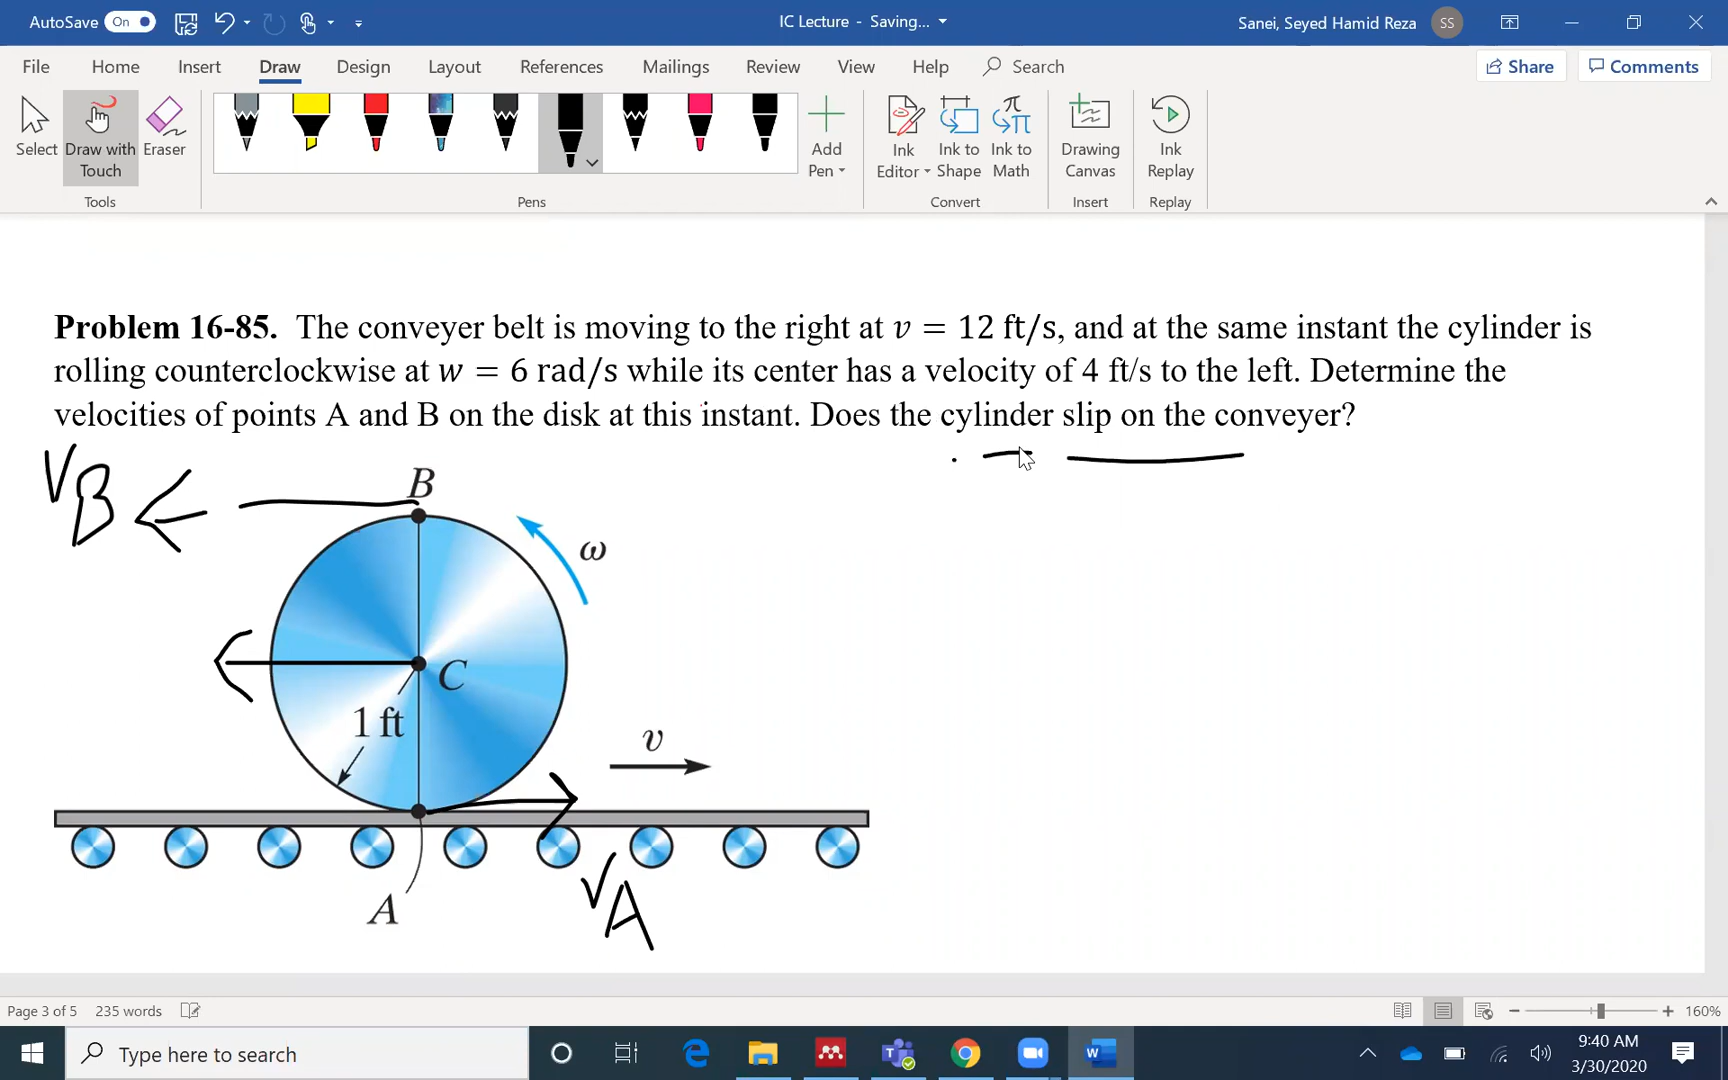 AutoSave On IC Lecture - Saving... Sanei, Seyed Hamid Reza SS
File Home Insert Draw Design Layout References Mailings Review View Help Search Share Comments
Select Draw with Touch Eraser Add Pen Ink Editor Ink to Shape Ink to Math Drawing Canvas Ink Replay
Tools Pens Convert Insert Replay
Problem 16-85. The conveyer belt is moving to the right at v = 12 ft/s, and at the same instant the cylinder is
rolling counterclockwise at w = 6 rad/s while its center has a velocity of 4 ft/s to the left. Determine the
velocities of points A and B on the disk at this instant. Does the cylinder slip on the conveyer?
VB
B
ω
C
1 ft
v
A
VA
Page 3 of 5 235 words 160%
Type here to search 9:40 AM
3/30/2020